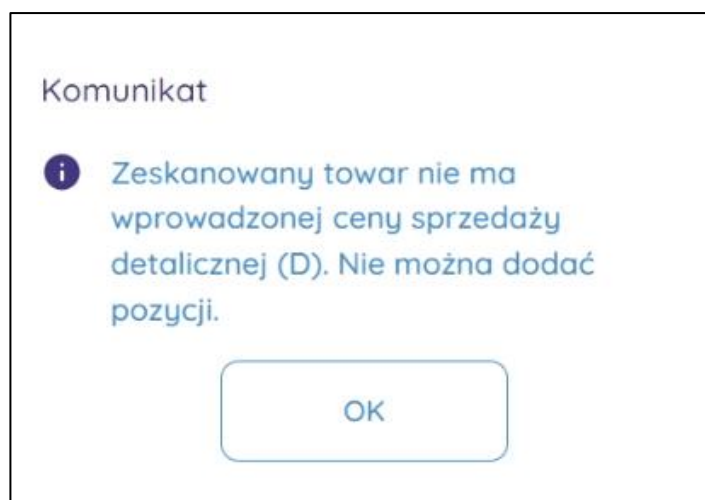 Komunikat
Zeskanowany towar nie ma
wprowadzonej ceny sprzedaży
detalicznej (D). Nie można dodać
pozycji.
OK